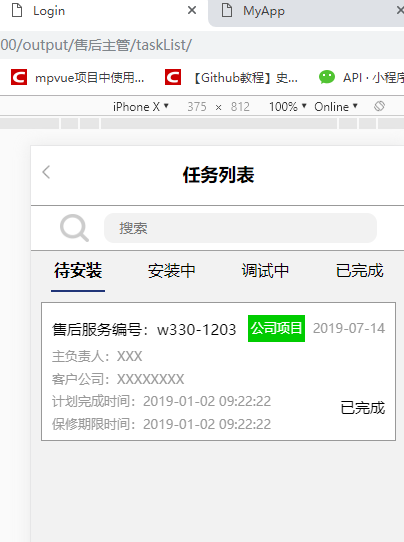 Login × MyApp
00/output/售后主管/taskList/
mpvue项目中使用... 【Github教程】史... API · 小程序
iPhone X ▼ 375 × 812 100% ▼ Online ▼
任务列表
搜索
待安装 安装中 调试中 已完成
售后服务编号：w330-1203 公司项目 2019-07-14
主负责人：XXX
客户公司：XXXXXXXX
计划完成时间：2019-01-02 09:22:22
已完成
保修期限时间：2019-01-02 09:22:22